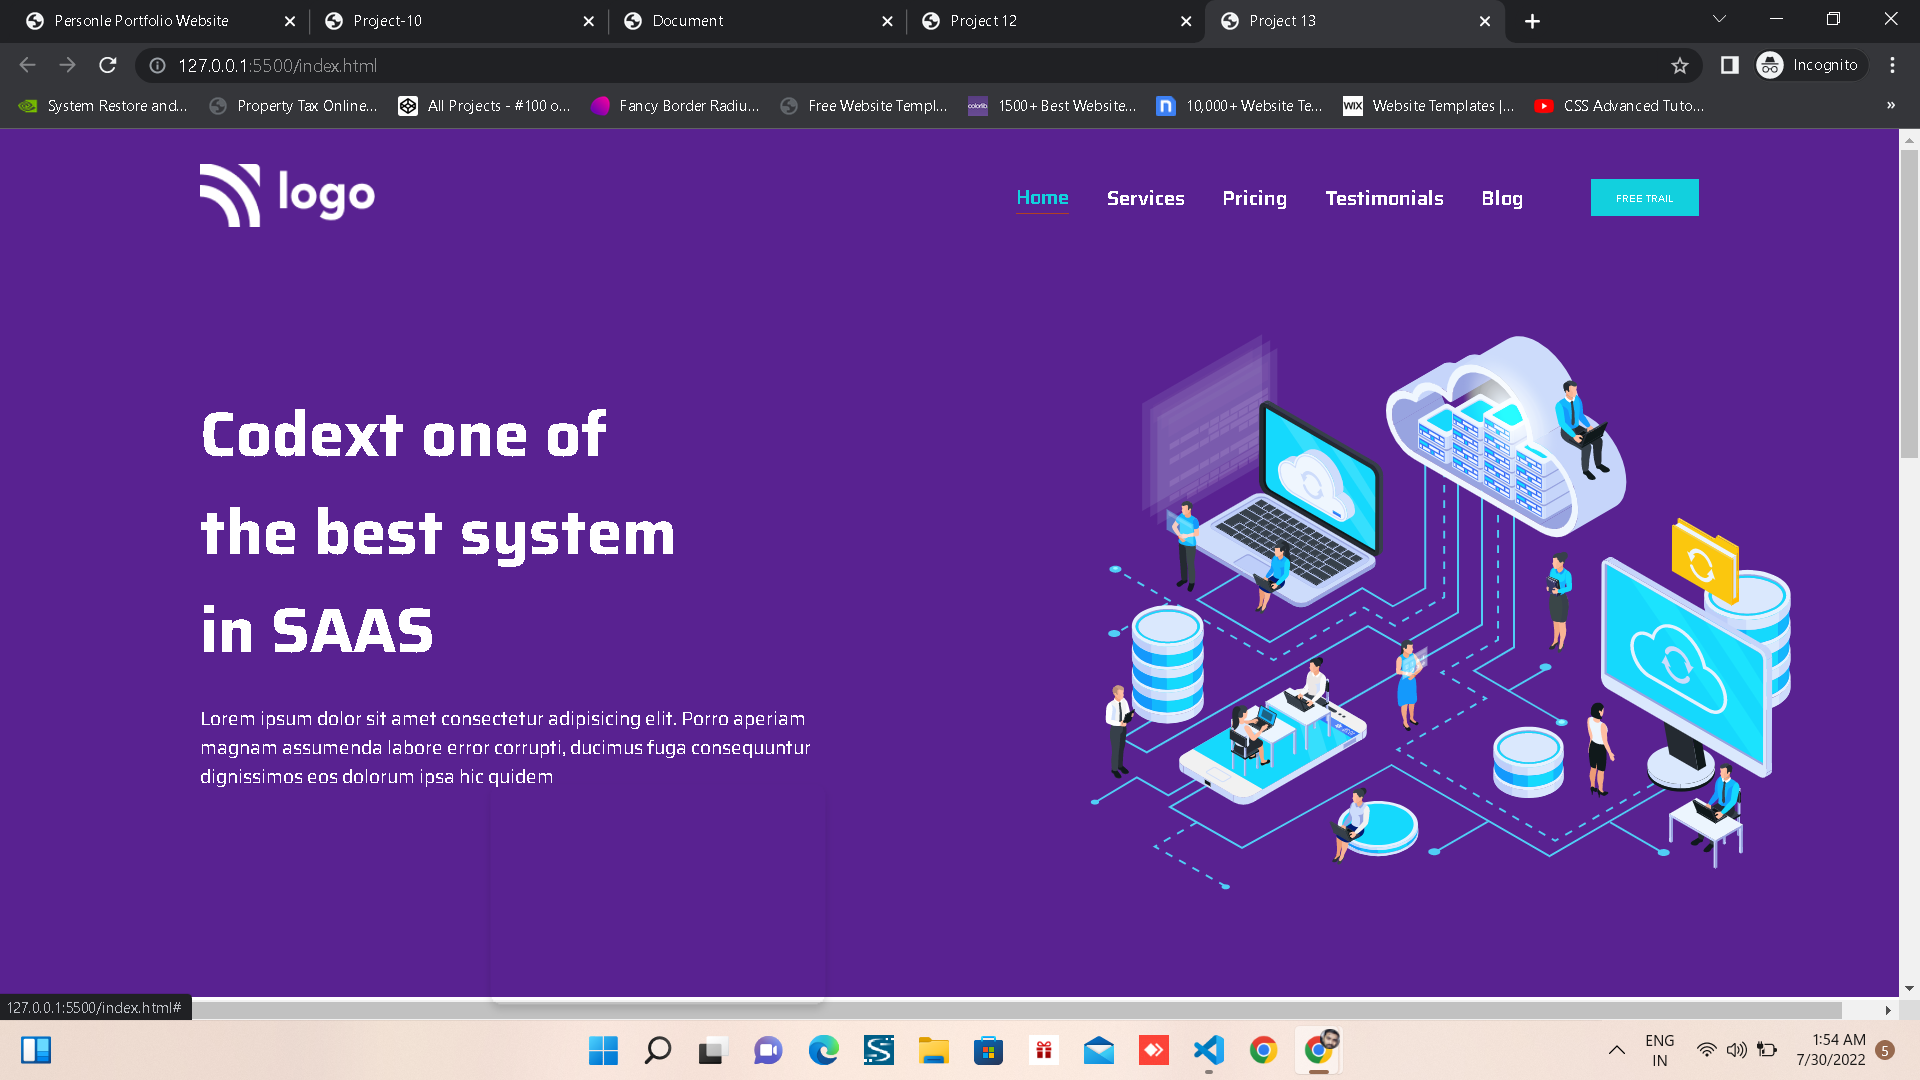 Personle Portfolio Website
Project-10
Document
Project 12
Project 13
127.0.0.1:5500/index.html
Incognito
System Restore and...
Property Tax Online...
All Projects - #100 o...
Fancy Border Radiu...
Free Website Templ...
colorlib
1500+ Best Website...
n
10,000+ Website Te...
WIX
Website Templates |...
CSS Advanced Tuto...
»
logo
Home
Services
Pricing
Testimonials
Blog
FREE TRAIL
Codext one of
the best system
in SAAS
Lorem ipsum dolor sit amet consectetur adipisicing elit. Porro aperiam
magnam assumenda labore error corrupti, ducimus fuga consequuntur
dignissimos eos dolorum ipsa hic quidem
127.0.0.1:5500/index.html#
ENG
IN
1:54 AM
7/30/2022
5